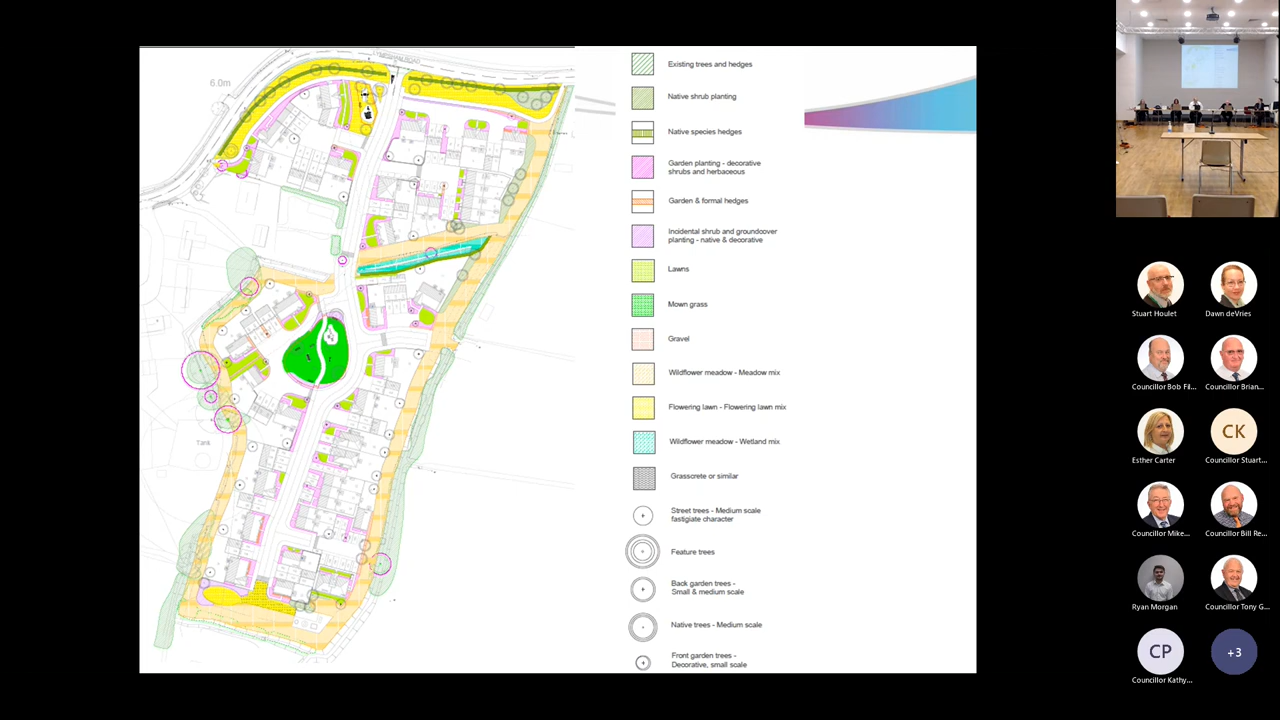 6.0m
Tank
Existing trees and hedges
Native shrub planting
Native species hedges
Garden planting - decorative
shrubs and herbaceous
Garden & formal hedges
Incidental shrub and groundcover
planting - native & decorative
Lawns
Mown grass
Gravel
Wildflower meadow - Meadow mix
Flowering lawn - Flowering lawn mix
Wildflower meadow - Wetland mix
Grasscrete or similar
Street trees - Medium scale
fastigiate character
Feature trees
Back garden trees -
Small & medium scale
Native trees - Medium scale
Front garden trees -
Decorative, small scale
Stuart Houlet
Dawn deVries
Councillor Bob Fil...
Councillor Brian...
Esther Carter
CK
Councillor Stuart...
Councillor Mike...
Councillor Bill Re...
Ryan Morgan
Councillor Tony G...
CP
Councillor Kathy...
+3